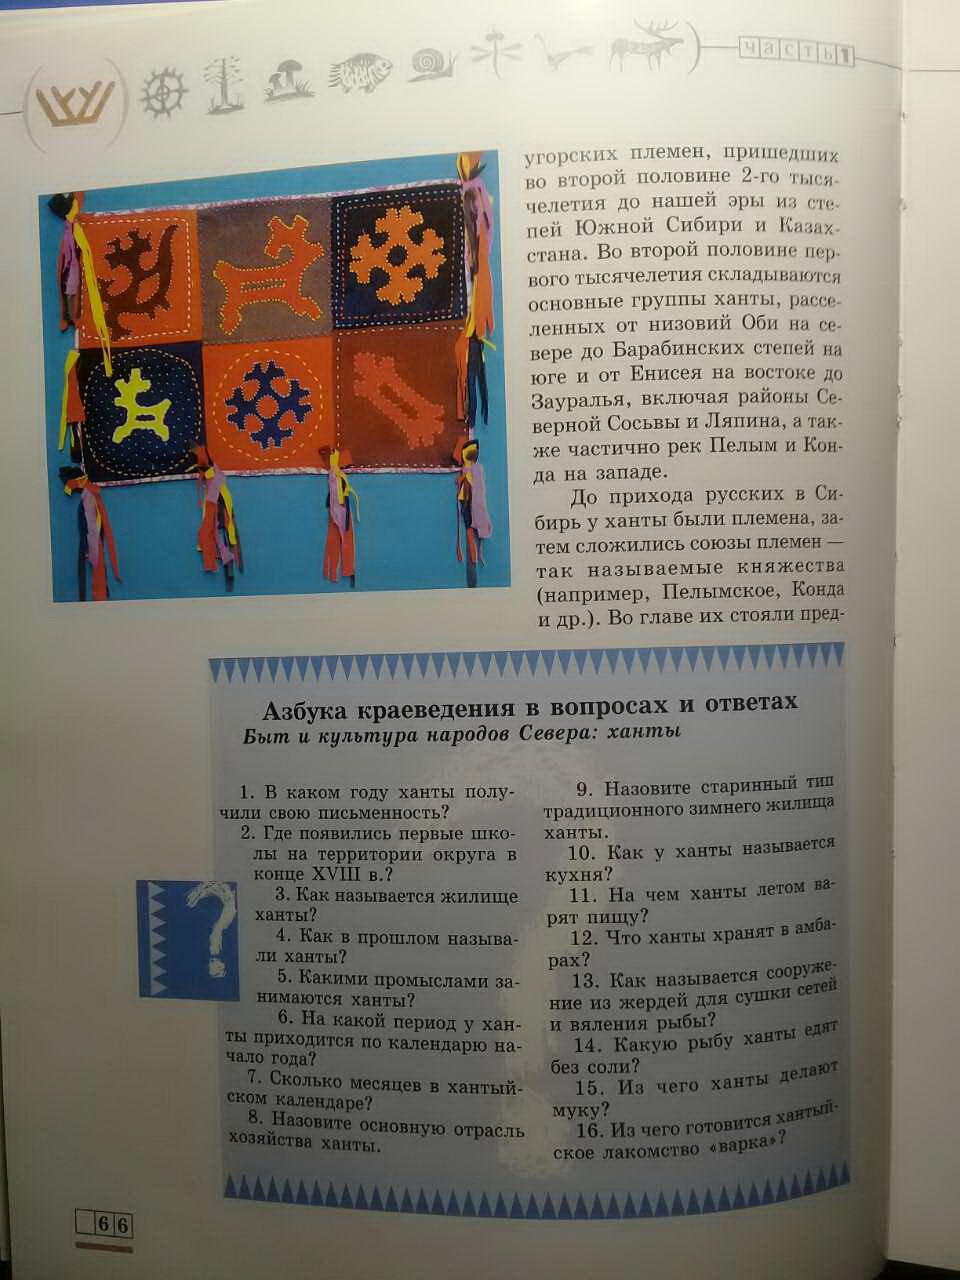 часть 1
угорских племен, пришедших
во второй половине 2-го тыся-
челетия до нашей эры из сте-
пей Южной Сибири и Казах-
стана. Во второй половине пер-
вого тысячелетия складываются
основные группы ханты, рассе-
ленных от низовий Оби на се-
вере до Барабинских степей на
юге и от Енисея на востоке до
Зауралья, включая районы Се-
верной Сосьвы и Ляпина, а так-
же частично рек Пелым и Кон-
да на западе.
До прихода русских в Си-
бирь у ханты были племена, за-
тем сложились союзы племен —
так называемые княжества
(например, Пелымское, Конда
и др.). Во главе их стояли пред-
Азбука краеведения в вопросах и ответах
Быт и культура народов Севера: ханты
1. В каком году ханты полу-
чили свою письменность?
2. Где появились первые шко-
лы на территории округа в
конце XVIII в.?
3. Как называется жилище
ханты?
4. Как в прошлом называ-
ли ханты?
5. Какими промыслами за-
нимаются ханты?
6. На какой период у хан-
ты приходится по календарю на-
чало года?
7. Сколько месяцев в хантый-
ском календаре?
8. Назовите основную отрасль
хозяйства ханты.
9. Назовите старинный тип
традиционного зимнего жилища
ханты.
10. Как у ханты называется
кухня?
11. На чем ханты летом ва-
рят пищу?
12. Что ханты хранят в амба-
рах?
13. Как называется сооруже-
ние из жердей для сушки сетей
и вяления рыбы?
14. Какую рыбу ханты едят
без соли?
15. Из чего ханты делают
муку?
16. Из чего готовится хантый-
ское лакомство «варка»?
?
66